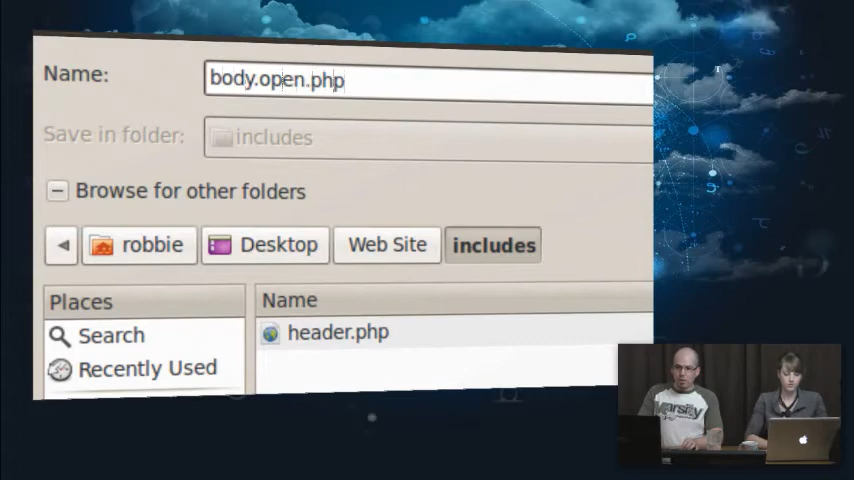 Name:
body.open.php
Save in folder:
includes
Browse for other folders
robbie
Desktop
Web Site
includes
Places
Name
Search
header.php
Recently Used
Varsity